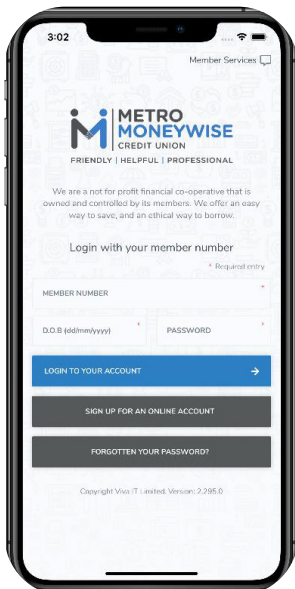 3:02
Member Services
METRO
MONEYWISE
CREDIT UNION
FRIENDLY | HELPFUL | PROFESSIONAL
We are a not for profit financial co-operative that is
owned and controlled by its members. We offer an easy
way to save, and an ethical way to borrow.
Login with your member number
* Required entry
MEMBER NUMBER *
D.O.B (dd/mm/yyyy) * PASSWORD *
LOGIN TO YOUR ACCOUNT
SIGN UP FOR AN ONLINE ACCOUNT
FORGOTTEN YOUR PASSWORD?
Copyright Viva IT Limited. Version: 2.295.0